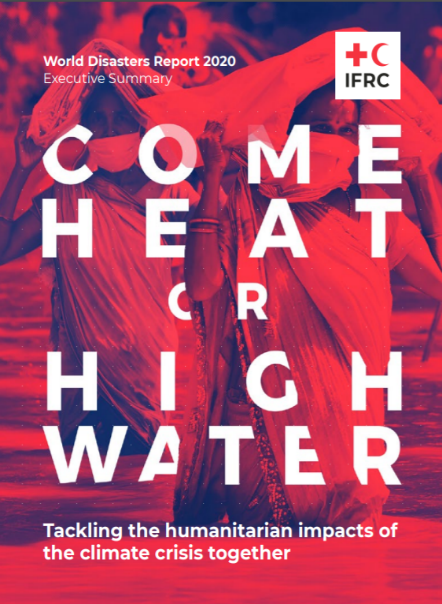 World Disasters Report 2020
Executive Summary
IFRC
COME
HEAT
OR
HIGH
WATER
Tackling the humanitarian impacts of
the climate crisis together